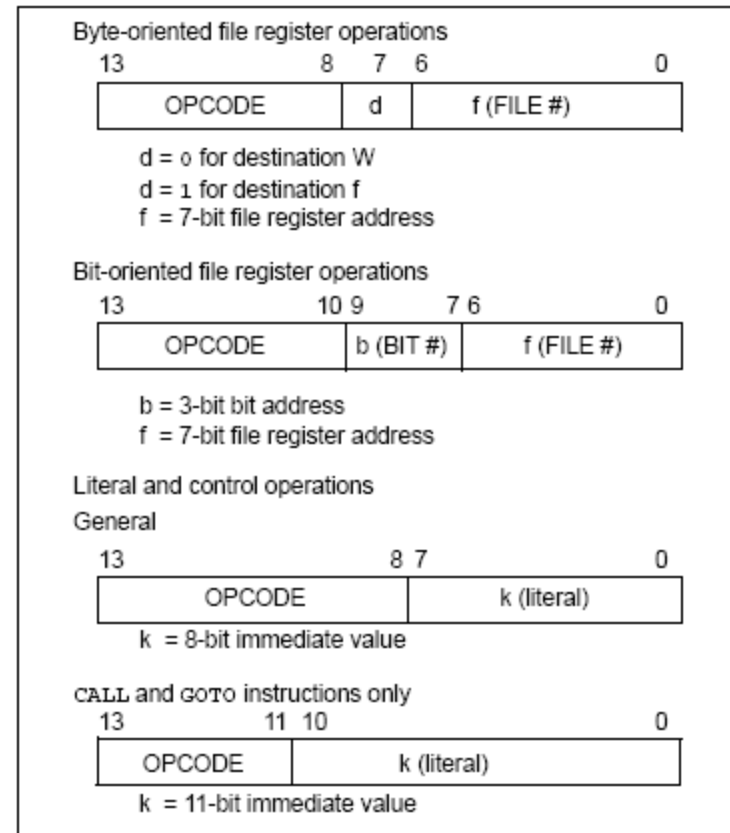 Byte-oriented file register operations
13 8 7 6 0
OPCODE d f (FILE #)
d = 0 for destination W
d = 1 for destination f
f = 7-bit file register address
Bit-oriented file register operations
13 10 9 7 6 0
OPCODE b (BIT #) f (FILE #)
b = 3-bit bit address
f = 7-bit file register address
Literal and control operations
General
13 8 7 0
OPCODE k (literal)
k = 8-bit immediate value
CALL and GOTO instructions only
13 11 10 0
OPCODE k (literal)
k = 11-bit immediate value